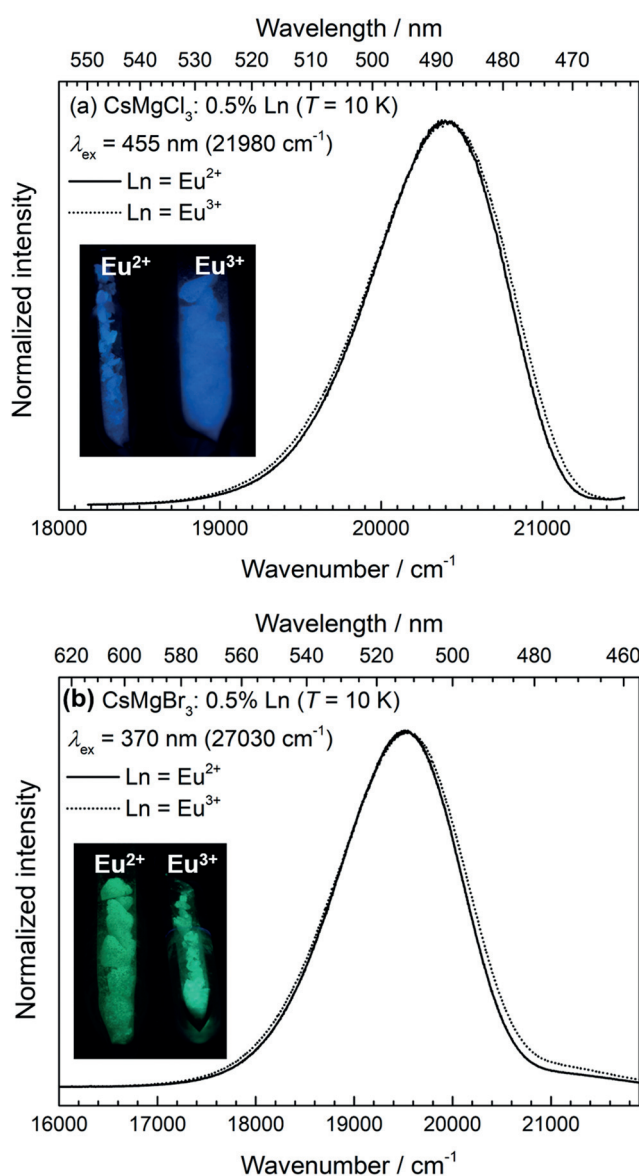 Wavelength / nm
550 540 530 520 510 500 490 480 470
(a) CsMgCl₃: 0.5% Ln (T = 10 K)
λex = 455 nm (21980 cm⁻¹)
Ln = Eu²⁺
Ln = Eu³⁺
Eu²⁺ Eu³⁺
Normalized intensity
18000 19000 20000 21000
Wavenumber / cm⁻¹
Wavelength / nm
620 600 580 560 540 520 500 480 460
(b) CsMgBr₃: 0.5% Ln (T = 10 K)
λex = 370 nm (27030 cm⁻¹)
Ln = Eu²⁺
Ln = Eu³⁺
Eu²⁺ Eu³⁺
Normalized intensity
16000 17000 18000 19000 20000 21000
Wavenumber / cm⁻¹